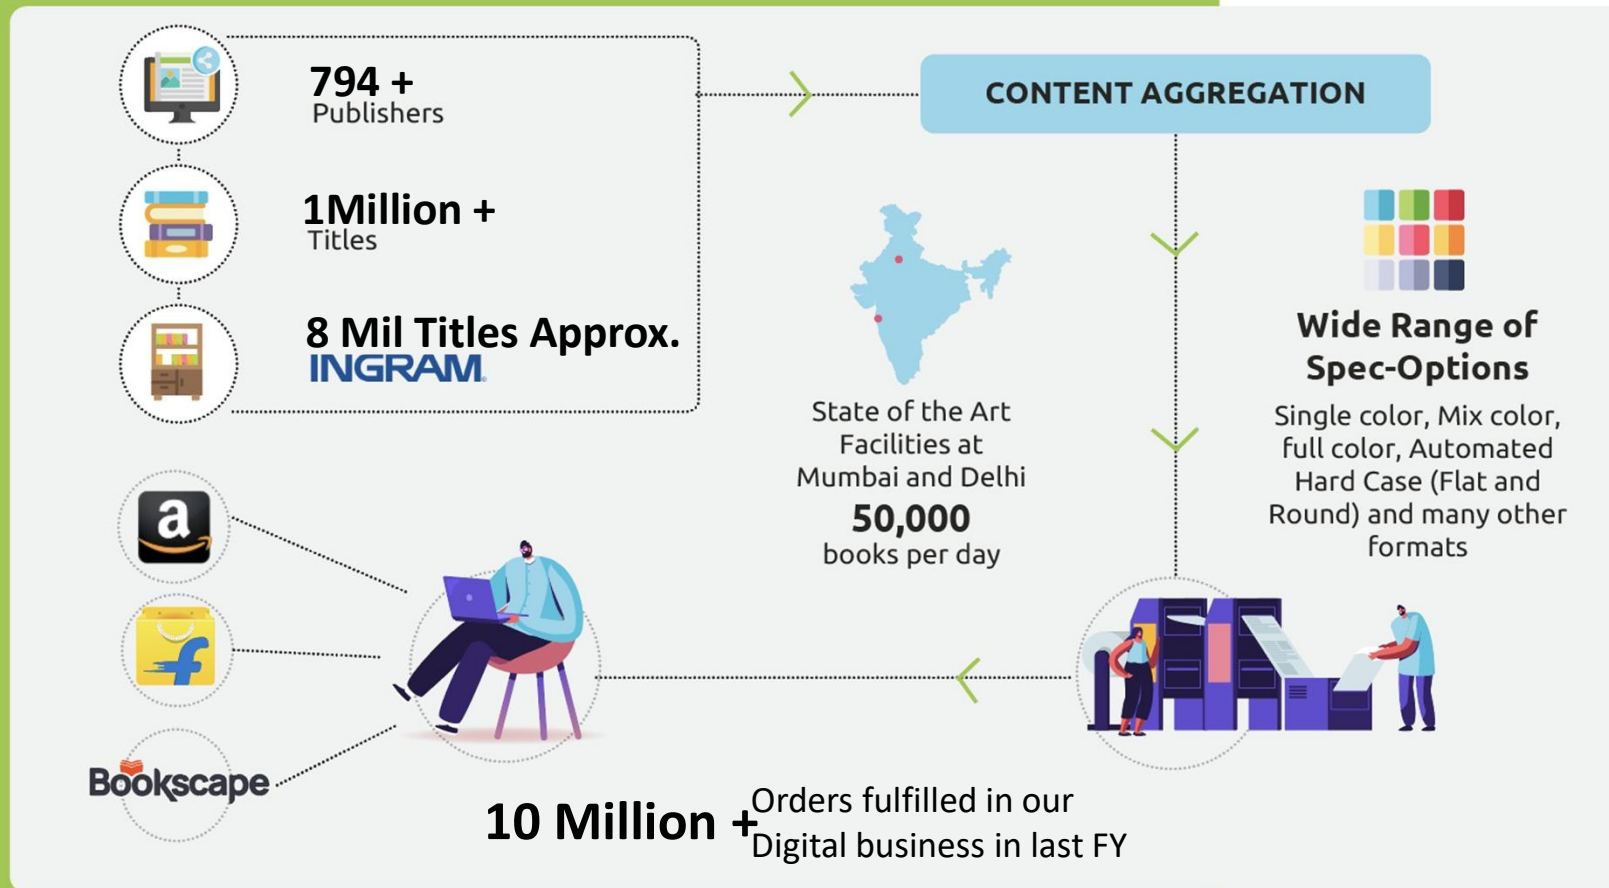 794 +
Publishers
1Million +
Titles
8 Mil Titles Approx.
INGRAM®
CONTENT AGGREGATION
State of the Art
Facilities at
Mumbai and Delhi
50,000
books per day
Wide Range of
Spec-Options
Single color, Mix color,
full color, Automated
Hard Case (Flat and
Round) and many other
formats
a
f
Bookscape
10 Million +
Orders fulfilled in our
Digital business in last FY